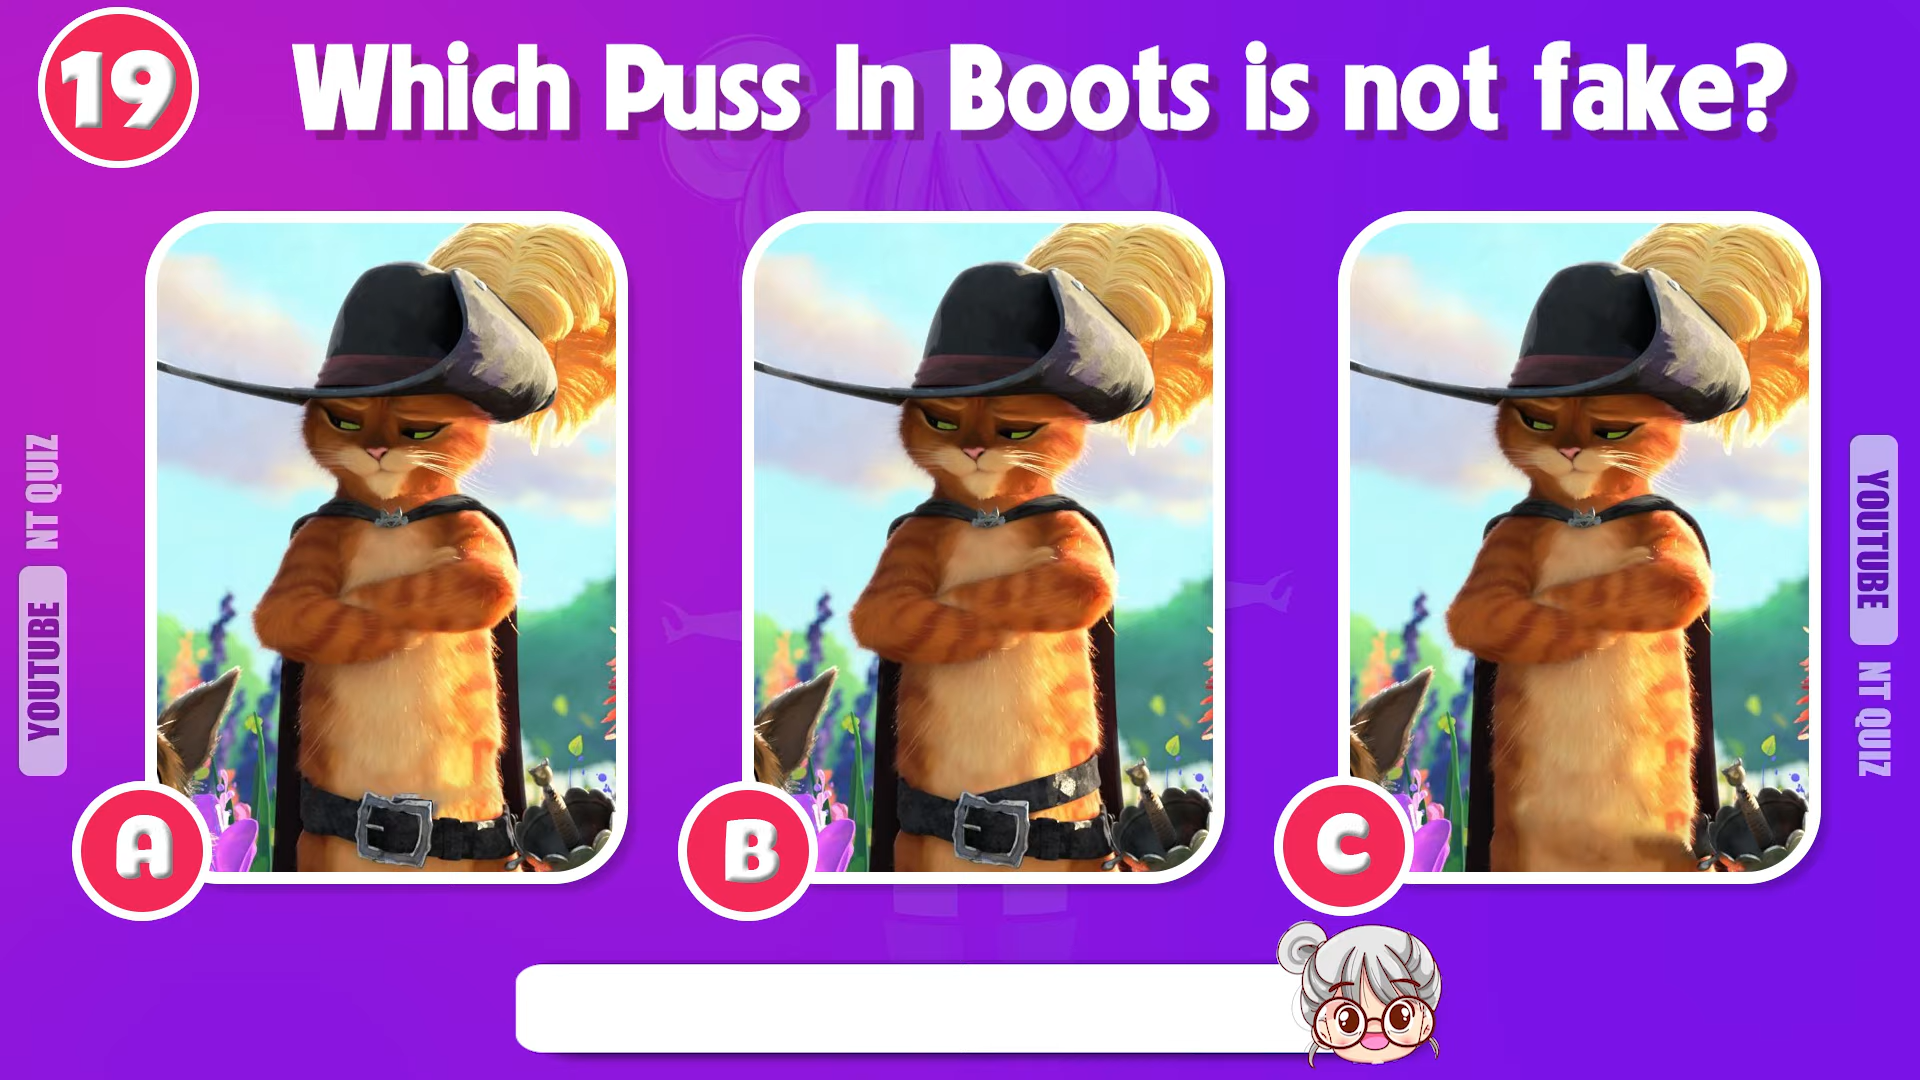 19
Which Puss In Boots is not fake?
YOUTUBE NT QUIZ
YOUTUBE NT QUIZ
A
B
C